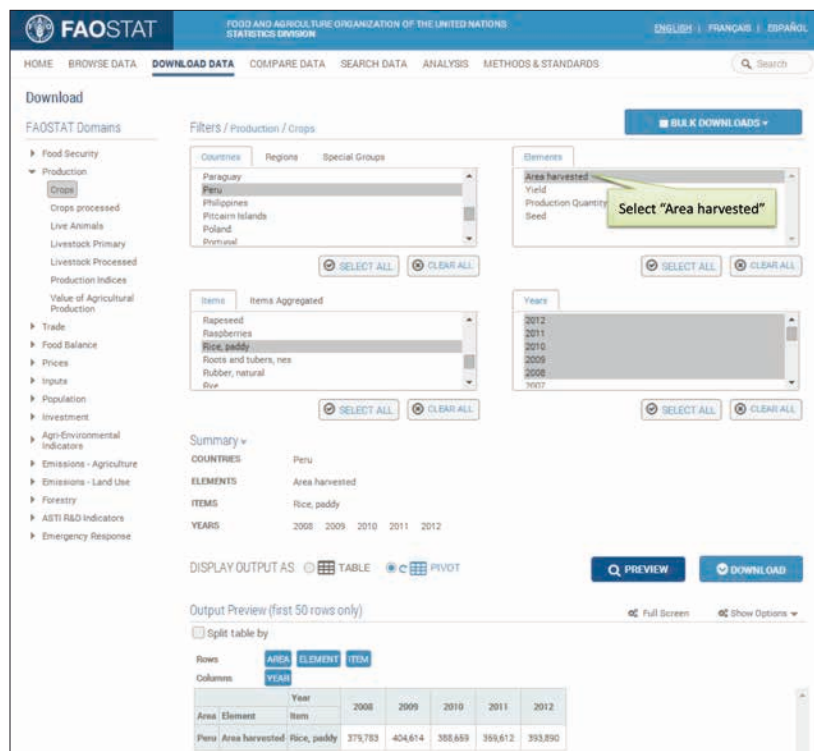 FAOSTAT
FOOD AND AGRICULTURE ORGANIZATION OF THE UNITED NATIONS
STATISTICS DIVISION
ENGLISH | FRANÇAIS | ESPAÑOL
HOME BROWSE DATA DOWNLOAD DATA COMPARE DATA SEARCH DATA ANALYSIS METHODS & STANDARDS Search
Download
FAOSTAT Domains
Food Security
Production
Crops
Crops processed
Live Animals
Livestock Primary
Livestock Processed
Production Indices
Value of Agricultural
Production
Trade
Food Balance
Prices
Inputs
Population
Investment
Agri-Environmental
Indicators
Emissions - Agriculture
Emissions - Land Use
Forestry
ASTI R&D Indicators
Emergency Response
Filters / Production / Crops
BULK DOWNLOADS
Countries Regions Special Groups
Paraguay
Peru
Philippines
Pitcairn Islands
Poland
Portugal
SELECT ALL CLEAR ALL
Elements
Area harvested
Yield
Production Quantity
Seed
Select "Area harvested"
SELECT ALL CLEAR ALL
Items Items Aggregated
Rapeseed
Raspberries
Rice, paddy
Roots and tubers, nes
Rubber, natural
Rye
SELECT ALL CLEAR ALL
Years
2012
2011
2010
2009
2008
2007
SELECT ALL CLEAR ALL
Summary
COUNTRIES Peru
ELEMENTS Area harvested
ITEMS Rice, paddy
YEARS 2008 2009 2010 2011 2012
DISPLAY OUTPUT AS TABLE PIVOT
PREVIEW DOWNLOAD
Output Preview (first 50 rows only) Full Screen Show Options
Split table by
Rows AREA ELEMENT ITEM
Columns YEAR
Year 2008 2009 2010 2011 2012
Area Element Item
Peru Area harvested Rice, paddy 379,783 404,614 388,659 359,612 393,890